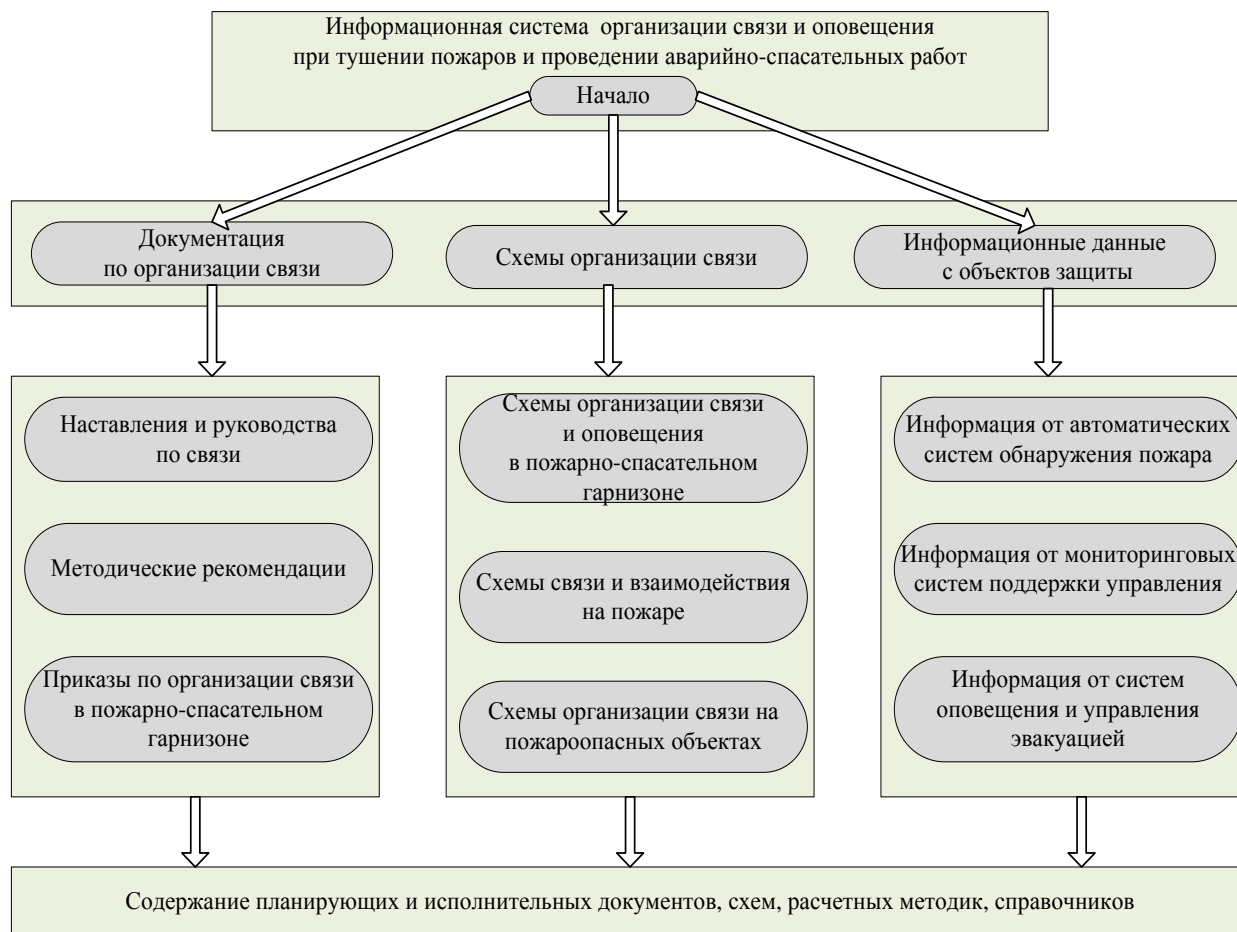 Информационная система организации связи и оповещения
при тушении пожаров и проведении аварийно-спасательных работ
Начало
Документация
по организации связи
Схемы организации связи
Информационные данные
с объектов защиты
Наставления и руководства
по связи
Методические рекомендации
Приказы по организации связи
в пожарно-спасательном
гарнизоне
Схемы организации связи
и оповещения
в пожарно-спасательном
гарнизоне
Схемы связи и взаимодействия
на пожаре
Схемы организации связи на
пожароопасных объектах
Информация от автоматических
систем обнаружения пожара
Информация от мониторинговых
систем поддержки управления
Информация от систем
оповещения и управления
эвакуацией
Содержание планирующих и исполнительных документов, схем, расчетных методик, справочников